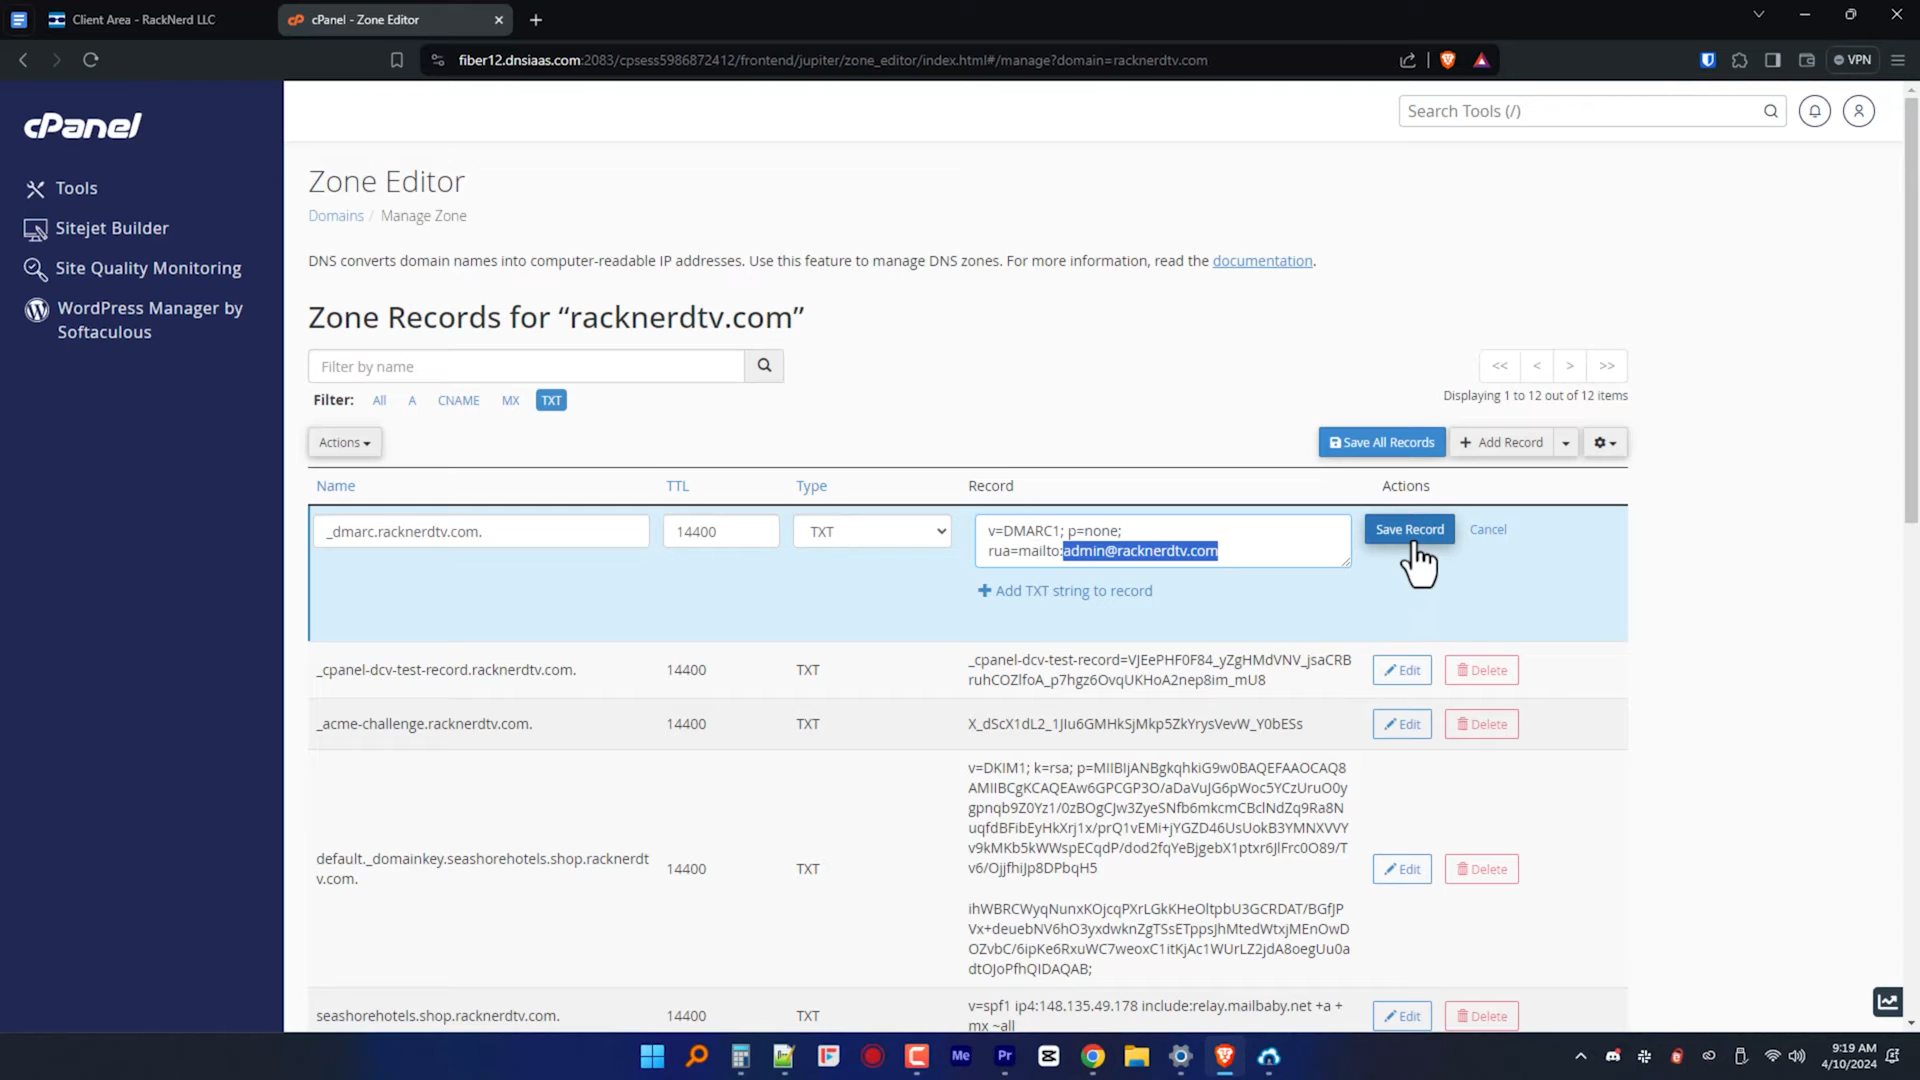 Client Area - RackNerd LLC
cPanel - Zone Editor
fiber12.dnsiaas.com:2083/cpsess5986872412/frontend/jupiter/zone_editor/index.html#/manage?domain=racknerdtv.com
VPN
cPanel
Search Tools (/)
Tools
Sitejet Builder
Site Quality Monitoring
WordPress Manager by
Softaculous
Zone Editor
Domains / Manage Zone
DNS converts domain names into computer-readable IP addresses. Use this feature to manage DNS zones. For more information, read the documentation.
Zone Records for “racknerdtv.com”
Filter by name
<< < > >>
Displaying 1 to 12 out of 12 items
Filter: All A CNAME MX TXT
Actions
Save All Records
+ Add Record
Name TTL Type Record Actions
_dmarc.racknerdtv.com. 14400 TXT
v=DMARC1; p=none;
rua=mailto:admin@racknerdtv.com
Save Record Cancel
+ Add TXT string to record
_cpanel-dcv-test-record.racknerdtv.com. 14400 TXT
_cpanel-dcv-test-record=VJEePHF0F84_yZgHMdVNV_jsaCRB
ruhCOZlfoA_p7hgz6OvqUKHoA2nep8im_mU8
Edit Delete
_acme-challenge.racknerdtv.com. 14400 TXT X_dScX1dL2_1JIu6GMHkSjMkp5ZkYrysVevW_Y0bESs Edit Delete
default._domainkey.seashorehotels.shop.racknerdt
v.com.
14400 TXT
v=DKIM1; k=rsa; p=MIIBIjANBgkqhkiG9w0BAQEFAAOCAQ8
AMIIBCgKCAQEAw6GPCGP3O/aDaVuJG6pWoc5YCzUruO0y
gpnqb9Z0Yz1/0zBOgCJw3ZyeSNfb6mkcmCBclNdZq9Ra8N
uqfdBFibEyHkXrj1x/prQ1vEMi+jYGZD46UsUokB3YMNXVVY
v9kMKb5kWWspECqdP/dod2fqYeBjgebX1ptxr6JlFrc0O89/T
v6/OjjfhiJp8DPbqH5
ihWBRCWyqNunxKOjcqPXrLGkKHeOltpbU3GCRDAT/BGfJP
Vx+deuebNV6hO3yxdwknZgTSsETppsJhMtedWtxjMEnOwD
OZvbC/6ipKe6RxuWC7weoxC1itKjAc1WUrLZ2jdA8oegUu0a
dtOJoPfhQIDAQAB;
Edit Delete
seashorehotels.shop.racknerdtv.com. 14400 TXT
v=spf1 ip4:148.135.49.178 include:relay.mailbaby.net +a +
mx ~all
Edit Delete
Me
Pr
9:19 AM
4/10/2024